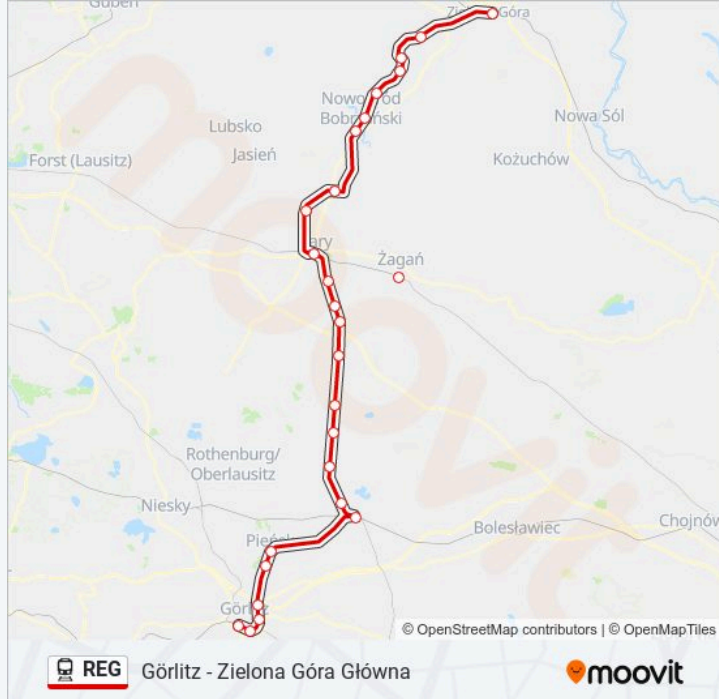 Guben
Zielona Góra
Nowogród
Bobrzański
Lubsko
Nowa Sól
Jasień
Forst (Lausitz)
Kożuchów
Żary
Żagań
moovit
Rothenburg/
Oberlausitz
Niesky
Bolesławiec
Chojnów
Pieńsk
Görlitz
© OpenStreetMap contributors | © OpenMapTiles
REG Görlitz - Zielona Góra Główna
moovit